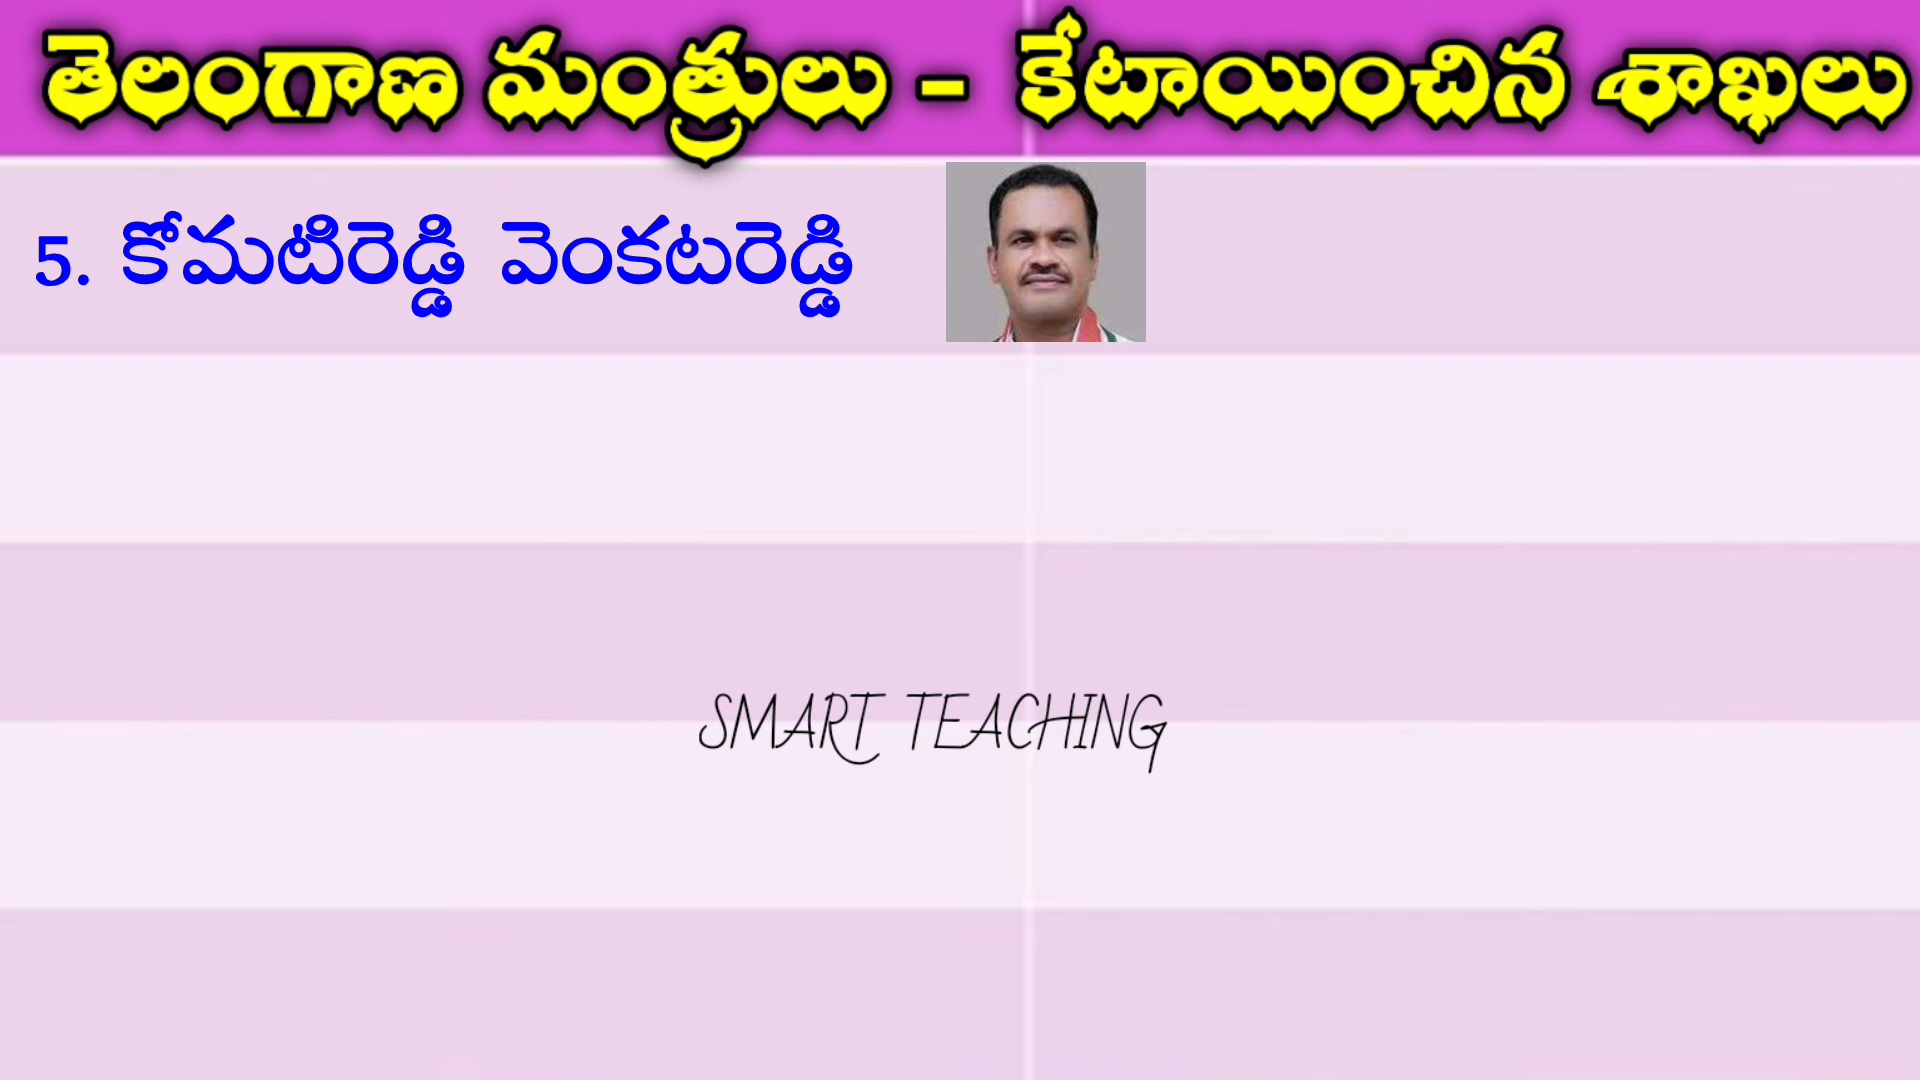 తెలంగాణ మంత్రులు - కేటాయించిన శాఖలు
5. కోమటిరెడ్డి వెంకటరెడ్డి
SMART TEACHING